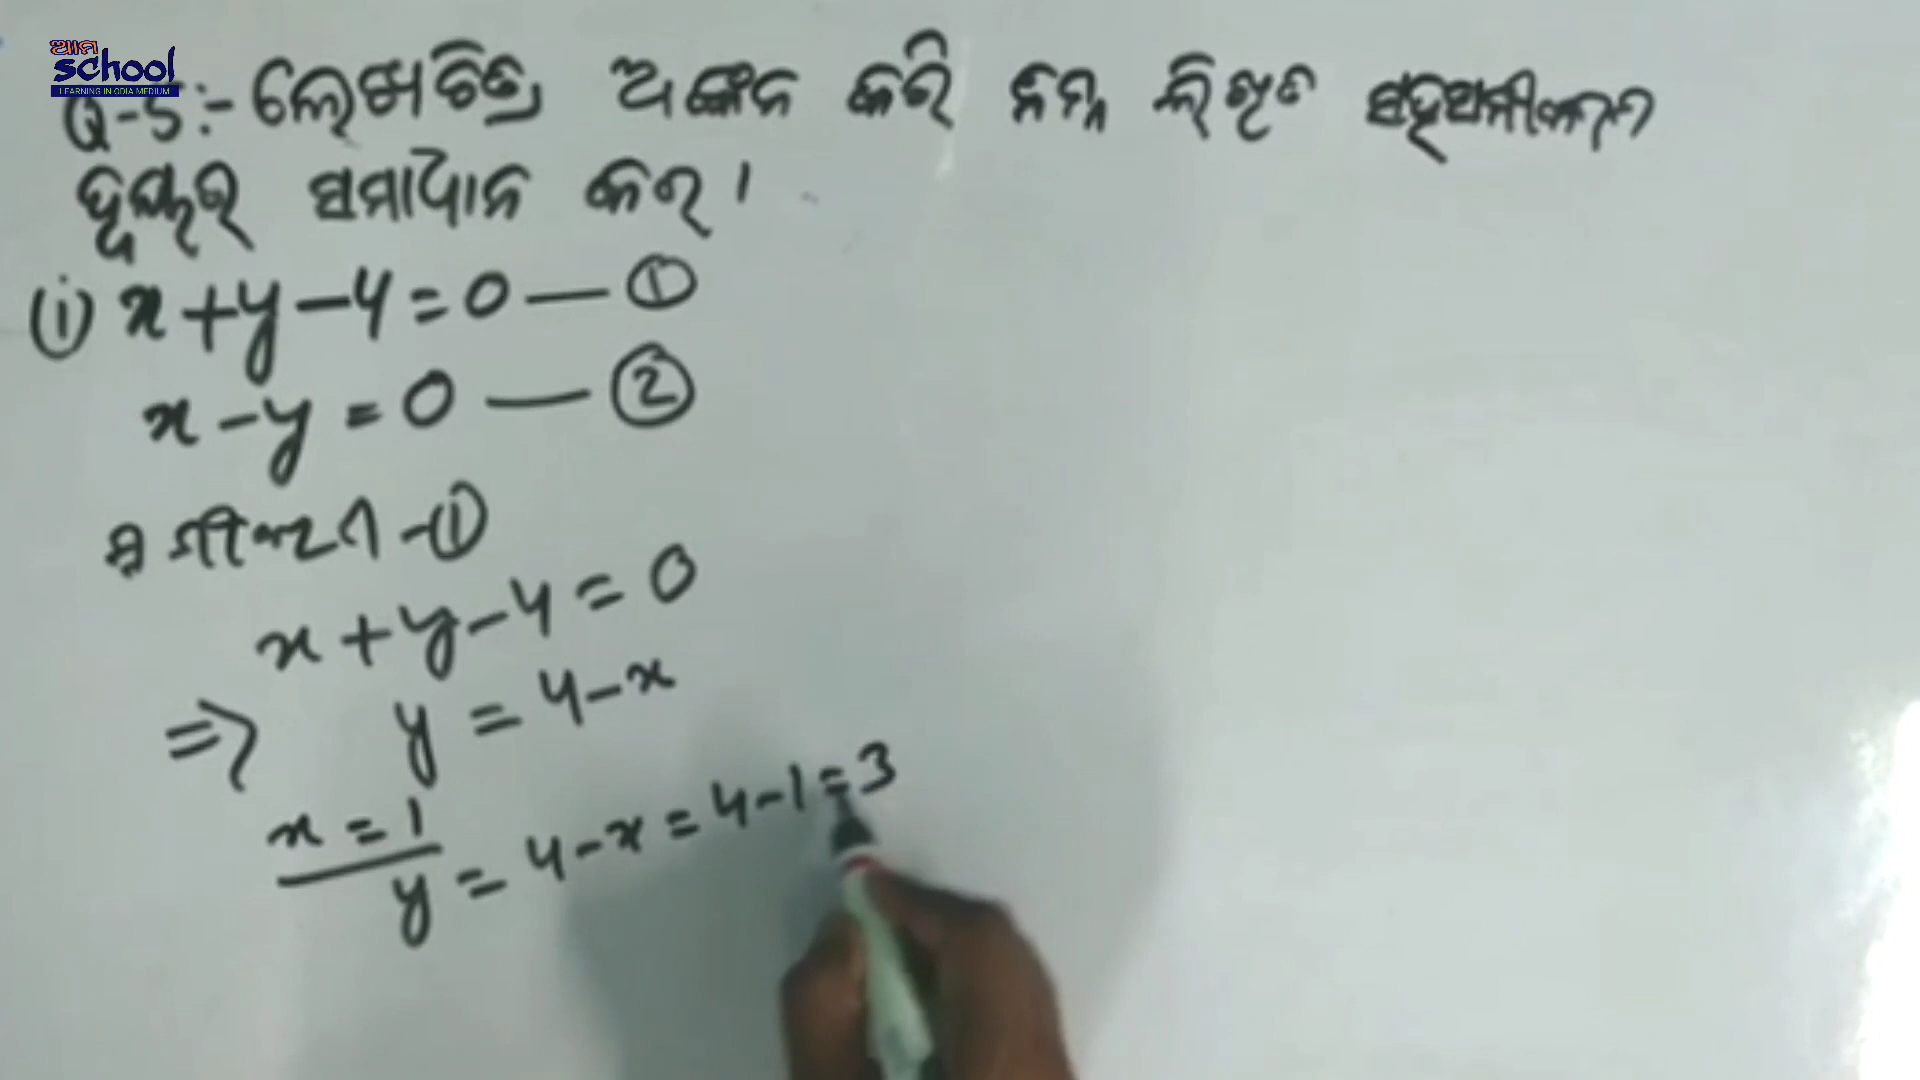 ଆମ
school
LEARNING IN ODIA MEDIUM
Q-5:- ଲେଖଚିତ୍ର ଅଙ୍କନ କରି ନିମ୍ନ ଲିଖିତ ସହସମୀକରଣ
ଦ୍ୱୟର ସମାଧାନ କର ।
(i) x+y-4=0 — ①
x-y=0 — ②
ସମୀକରଣ -①
x+y-4=0
⇒ y = 4-x
x = 1
y = 4-x = 4-1=3